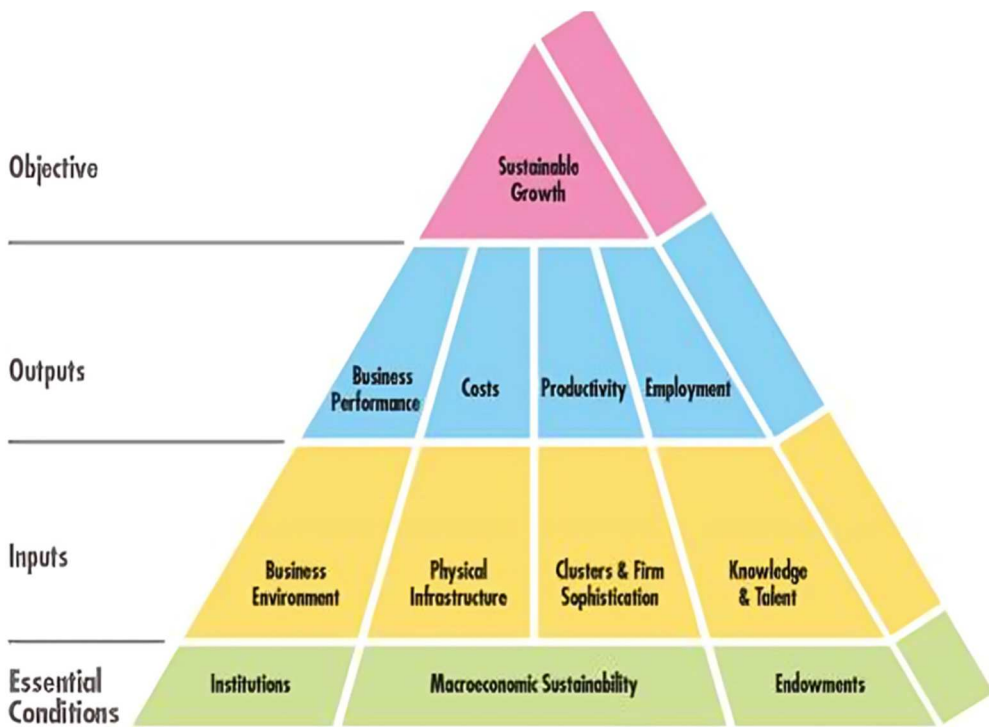 Objective
Sustainable
Growth
Outputs
Business
Performance
Costs
Productivity
Employment
Inputs
Business
Environment
Physical
Infrastructure
Clusters & Firm
Sophistication
Knowledge
& Talent
Essential
Conditions
Institutions
Macroeconomic Sustainability
Endowments